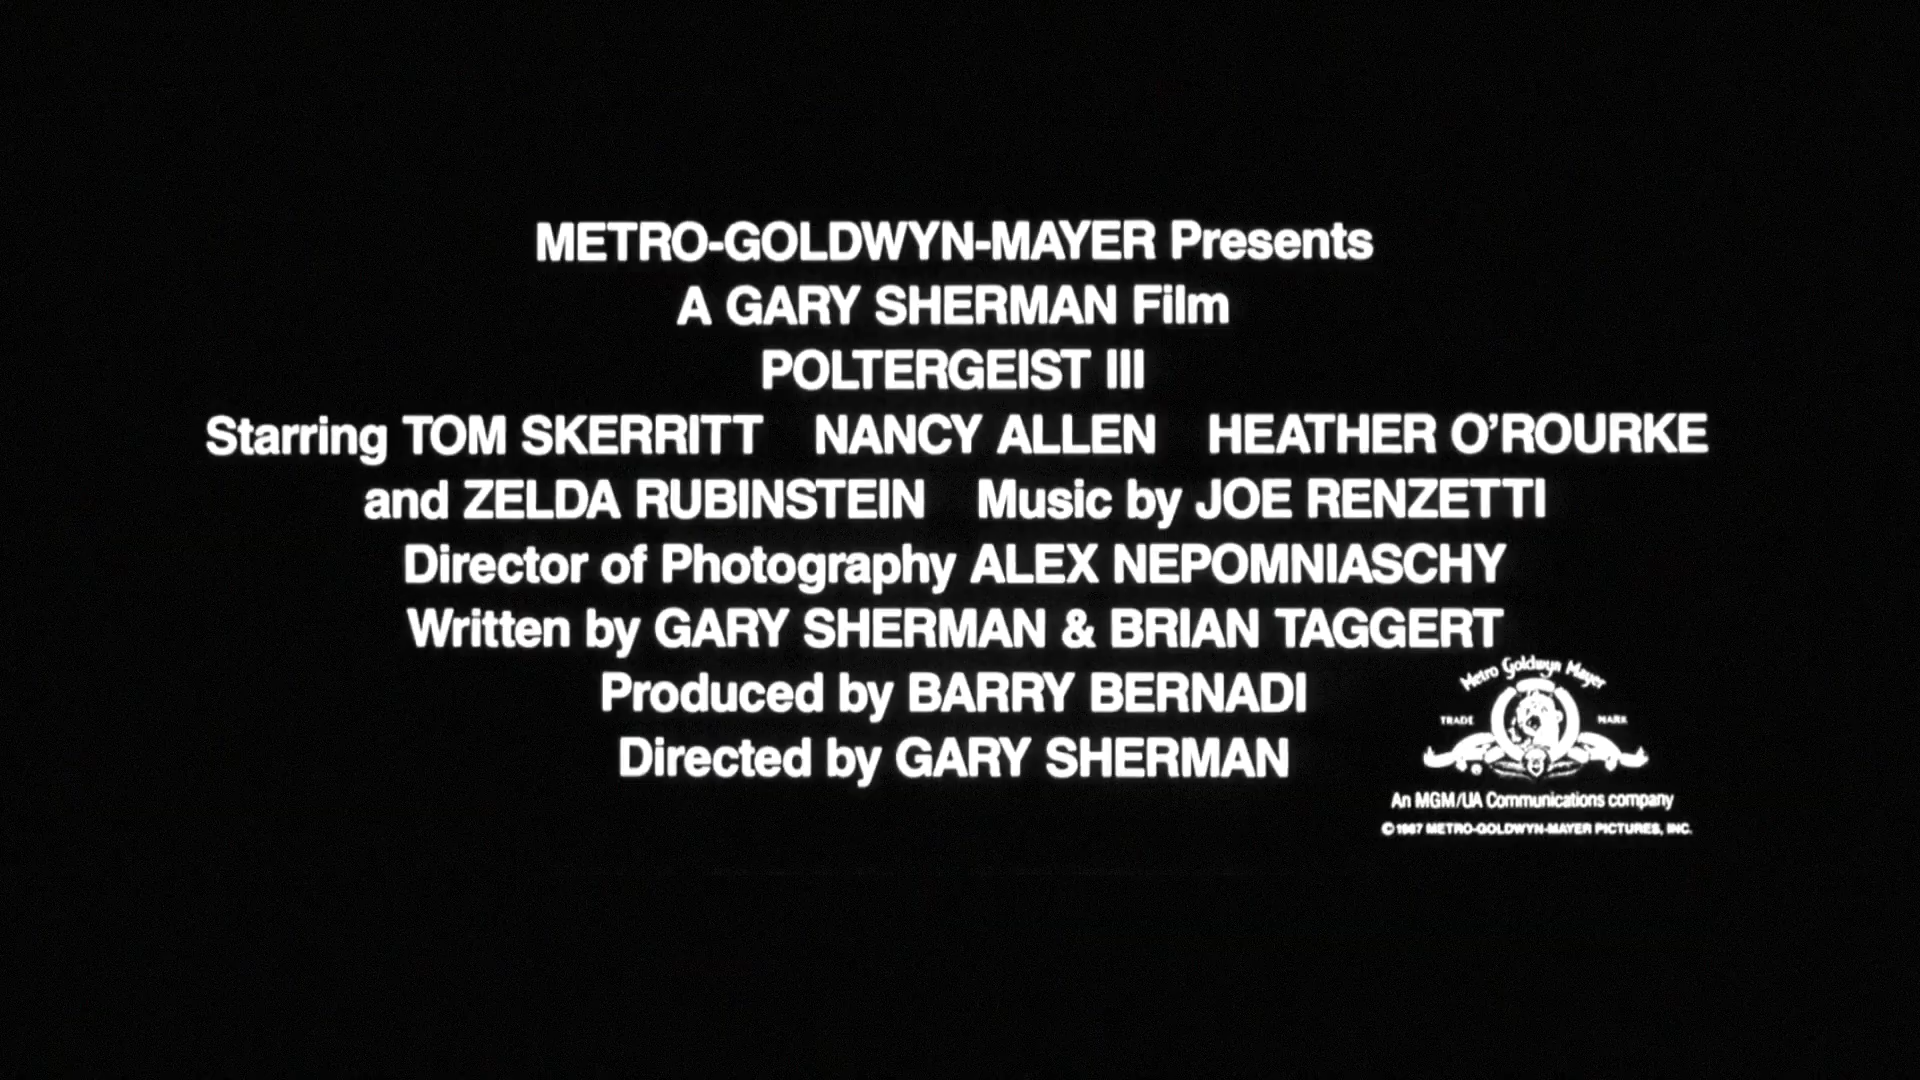 METRO-GOLDWYN-MAYER Presents
A GARY SHERMAN Film
POLTERGEIST III
Starring TOM SKERRITT NANCY ALLEN HEATHER O'ROURKE
and ZELDA RUBINSTEIN Music by JOE RENZETTI
Director of Photography ALEX NEPOMNIASCHY
Written by GARY SHERMAN & BRIAN TAGGERT
Produced by BARRY BERNADI
Directed by GARY SHERMAN
Metro Goldwyn Mayer
TRADE MARK
®
An MGM/UA Communications company
©1987 METRO-GOLDWYN-MAYER PICTURES, INC.